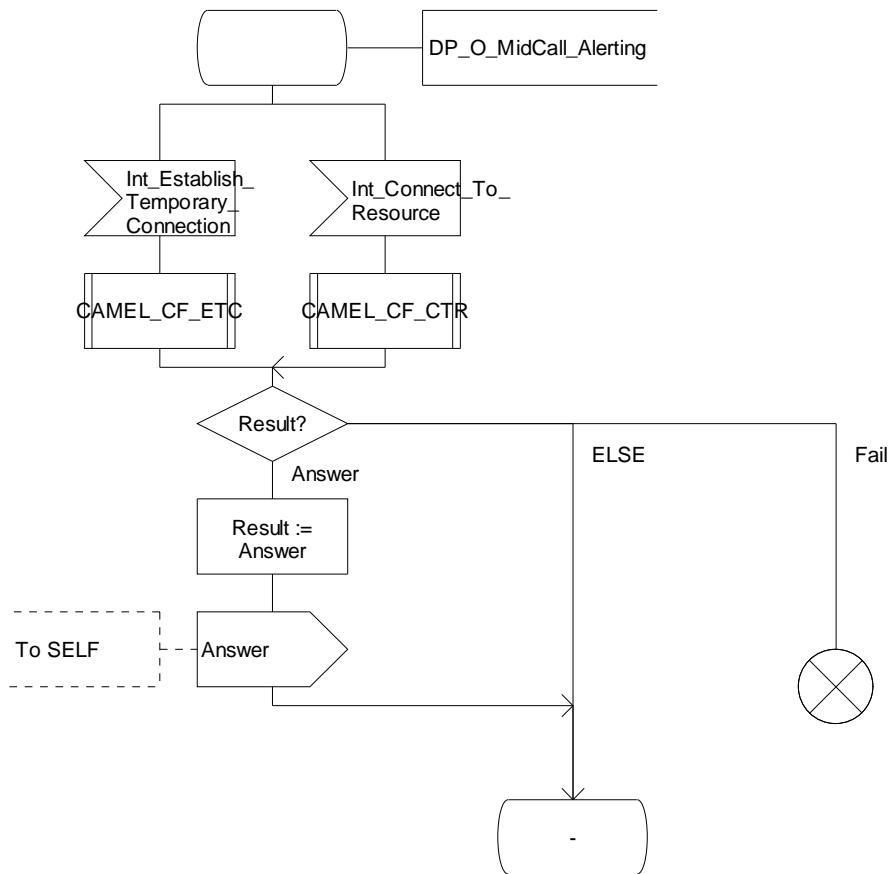 DP_O_MidCall_Alerting
Int_Establish_
Temporary_
Connection
Int_Connect_To_
Resource
CAMEL_CF_ETC
CAMEL_CF_CTR
Result?
ELSE
Fail
Answer
Result :=
Answer
To SELF
Answer
-